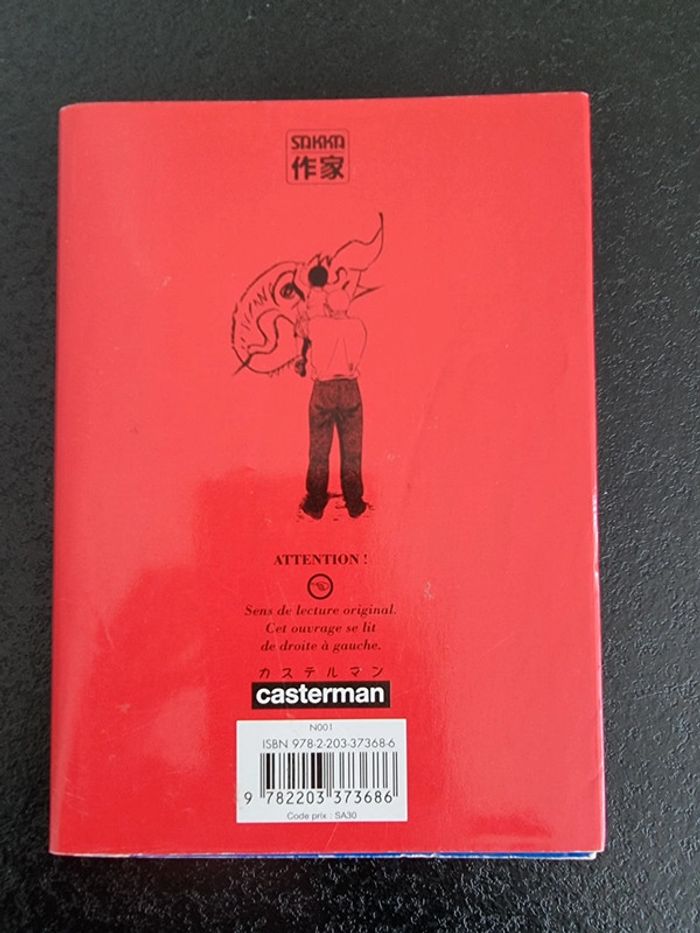 SAKKA
作家
ATTENTION !
Sens de lecture original.
Cet ouvrage se lit
de droite à gauche.
カステルマン
casterman
N001
ISBN 978-2-203-37368-6
9 782203 373686
Code prix : SA30